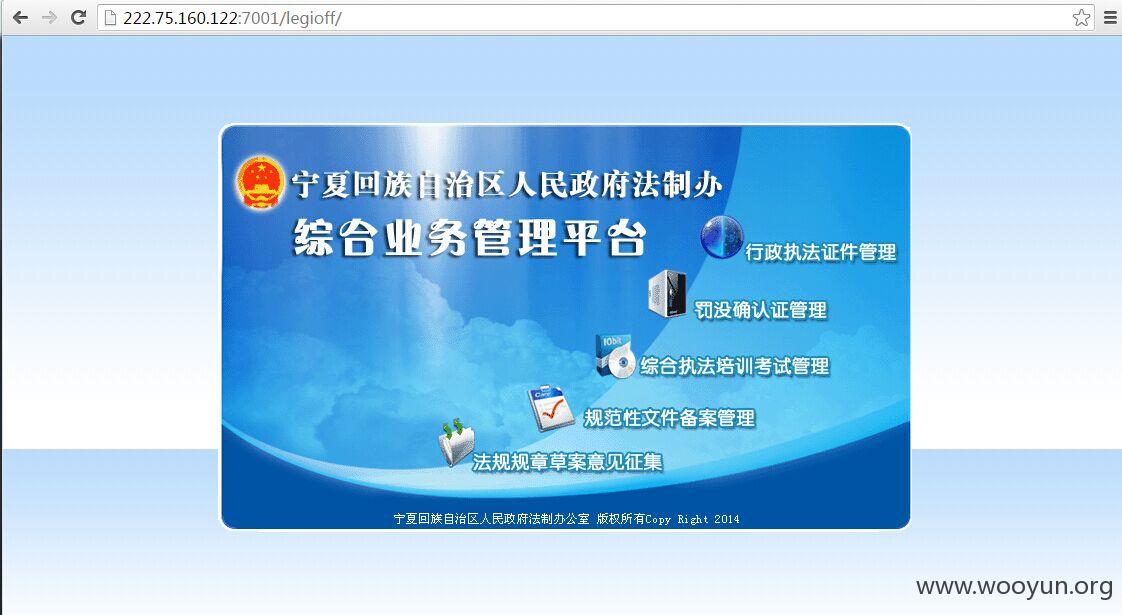 222.75.160.122:7001/legioff/
宁夏回族自治区人民政府法制办
综合业务管理平台
行政执法证件管理
罚没确认证管理
IObit
综合执法培训考试管理
规范性文件备案管理
法规规章草案意见征集
宁夏回族自治区人民政府法制办公室 版权所有Copy Right 2014
www.wooyun.org